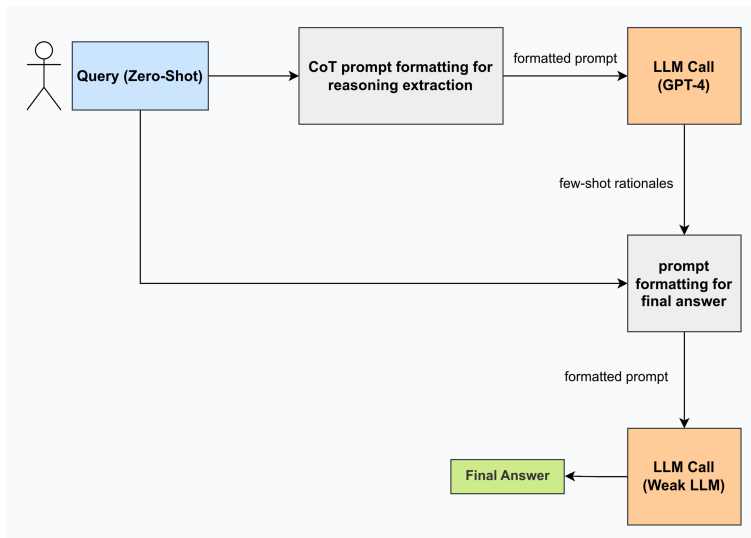 Query (Zero-Shot)
CoT prompt formatting for
reasoning extraction
formatted prompt
LLM Call
(GPT-4)
few-shot rationales
prompt
formatting for
final answer
formatted prompt
LLM Call
(Weak LLM)
Final Answer